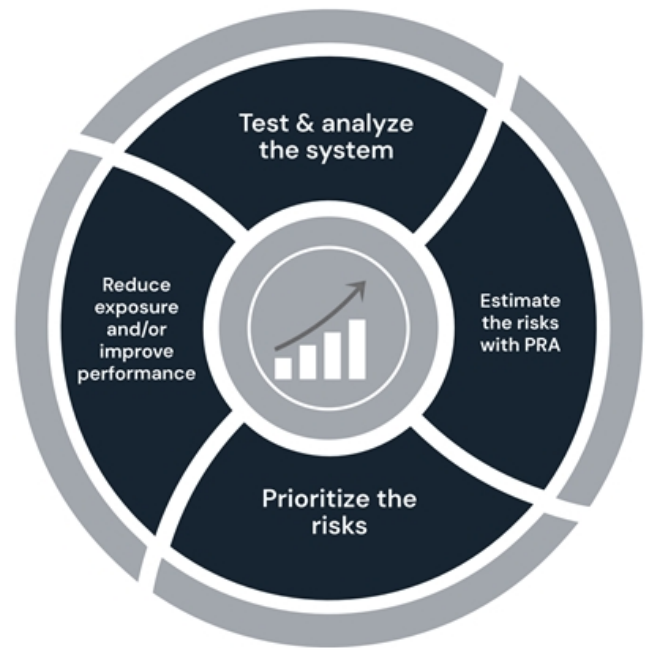 Test & analyze
the system
Estimate
the risks
with PRA
Prioritize the
risks
Reduce
exposure
and/or
improve
performance